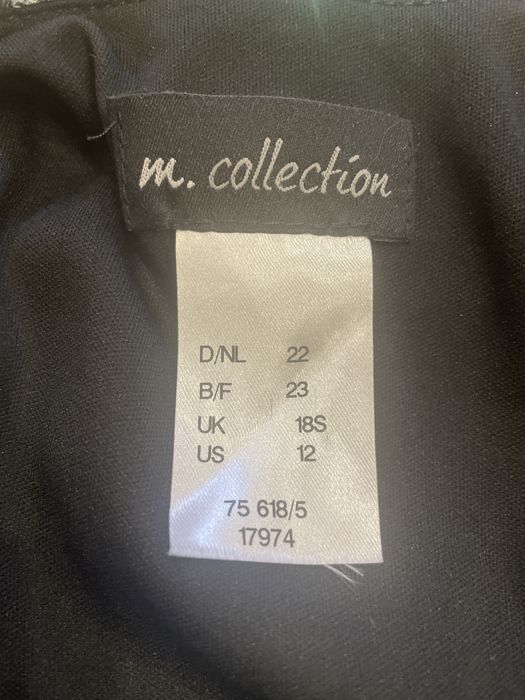 m. collection
D/NL 22
B/F 23
UK 18S
US 12
75 618/5
17974